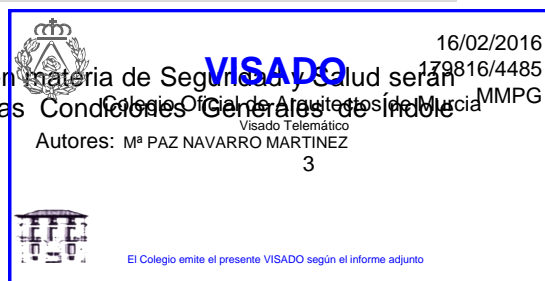 16/02/2016
VISADO
179816/4485
n materia de Seguridad y Salud serán
MMPG
as Condiciones Generales de Índole
Colegio Oficial de Arquitectos de Murcia
Visado Telemático
Autores: Mª PAZ NAVARRO MARTINEZ
3
El Colegio emite el presente VISADO según el informe adjunto